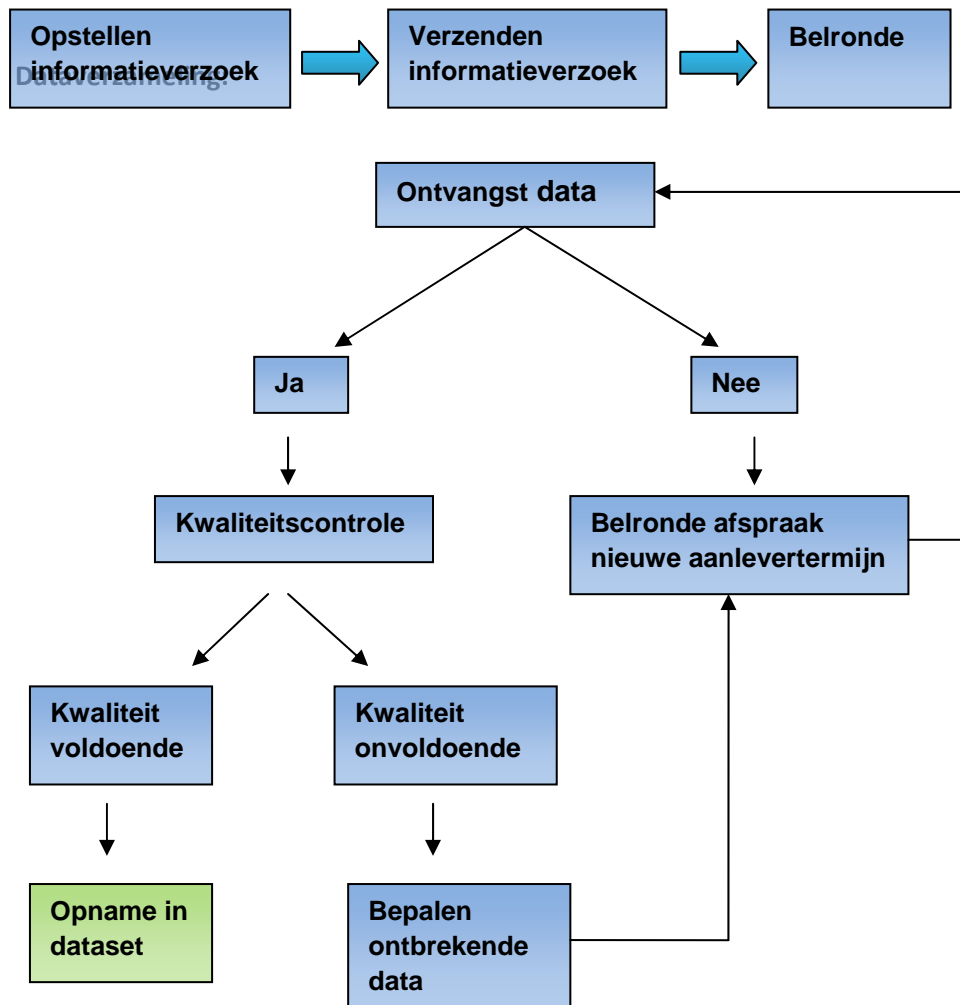 Opstellen
informatieverzoek
Dataverzameling:
Verzenden
informatieverzoek
Belronde
Ontvangst data
Ja
Nee
Kwaliteitscontrole
Belronde afspraak
nieuwe aanlevertermijn
Kwaliteit
voldoende
Kwaliteit
onvoldoende
Opname in
dataset
Bepalen
ontbrekende
data